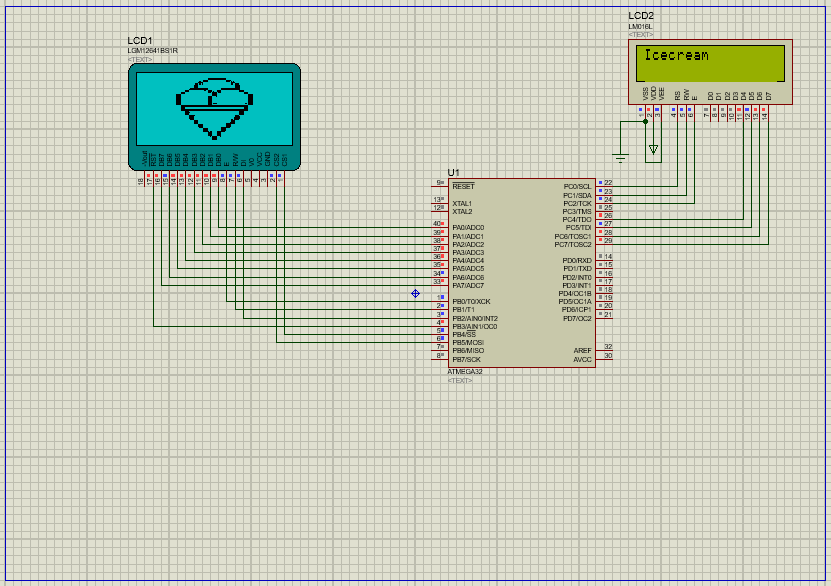 LCD1
LGM12641BS1R
<TEXT>
-Vout
RST
DB7
DB6
DB5
DB4
DB3
DB2
DB1
DB0
E
R/W
DI
V0
VCC
GND
CS2
CS1
18
17
16
15
14
13
12
11
10
9
8
7
6
5
4
3
2
1
LCD2
LM016L
<TEXT>
Icecream
VSS
VDD
VEE
RS
RW
E
D0
D1
D2
D3
D4
D5
D6
D7
1
2
3
4
5
6
7
8
9
10
11
12
13
14
U1
9 RESET
13 XTAL1
12 XTAL2
40 PA0/ADC0
39 PA1/ADC1
38 PA2/ADC2
37 PA3/ADC3
36 PA4/ADC4
35 PA5/ADC5
34 PA6/ADC6
33 PA7/ADC7
1 PB0/T0/XCK
2 PB1/T1
3 PB2/AIN0/INT2
4 PB3/AIN1/OC0
5 PB4/SS
6 PB5/MOSI
7 PB6/MISO
8 PB7/SCK
PC0/SCL 22
PC1/SDA 23
PC2/TCK 24
PC3/TMS 25
PC4/TDO 26
PC5/TDI 27
PC6/TOSC1 28
PC7/TOSC2 29
PD0/RXD 14
PD1/TXD 15
PD2/INT0 16
PD3/INT1 17
PD4/OC1B 18
PD5/OC1A 19
PD6/ICP1 20
PD7/OC2 21
AREF 32
AVCC 30
ATMEGA32
<TEXT>